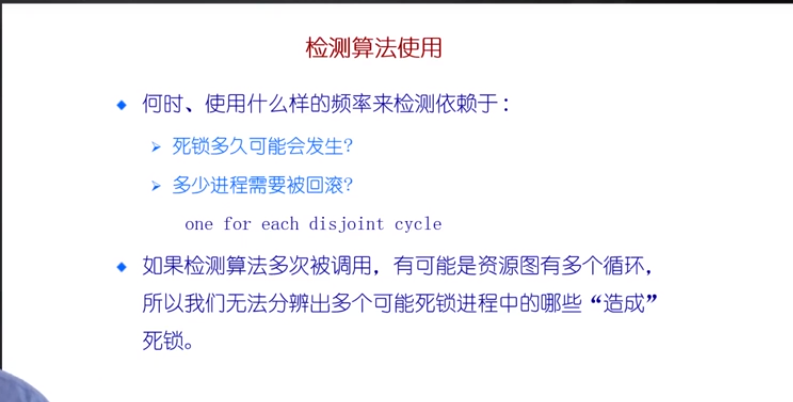 检测算法使用
何时、使用什么样的频率来检测依赖于：
死锁多久可能会发生?
多少进程需要被回滚?
one for each disjoint cycle
如果检测算法多次被调用，有可能是资源图有多个循环，
所以我们无法分辨出多个可能死锁进程中的哪些“造成”
死锁。